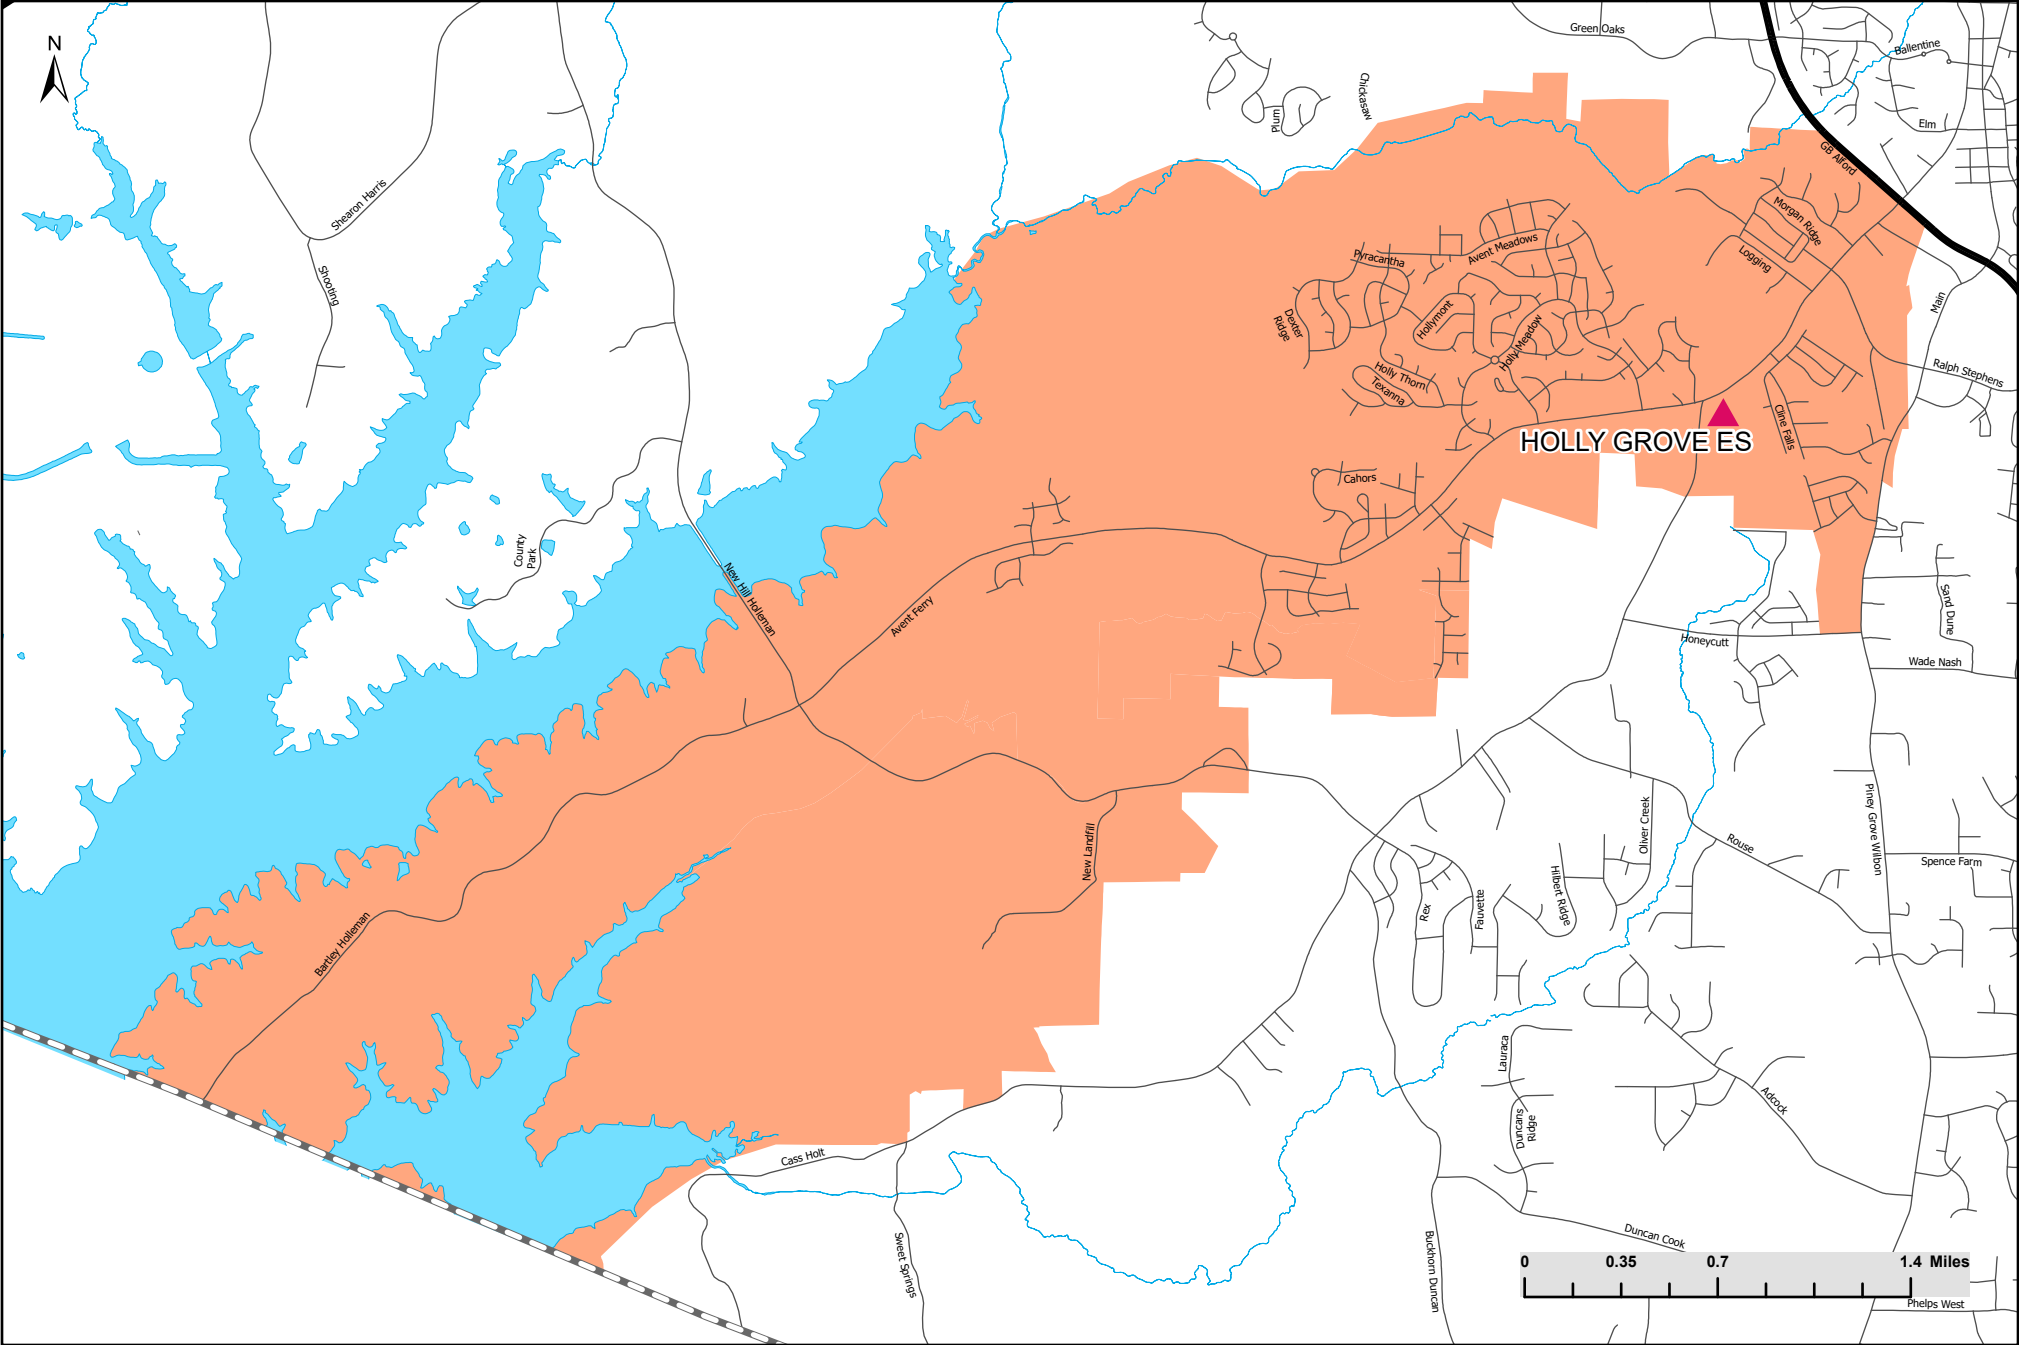 N
Green Oaks
Ballentine
Chickasaw
Plum
Elm
GB Alford
Shearon Harris
Morgan Ridge
Avent Meadows
Pyracantha
Logging
Shooting
Main
Dexter
Ridge
Hollymont
Holly Meadow
Holly Thorn
Texanna
Ralph Stephens
Cline Falls
HOLLY GROVE ES
Cahors
County
Park
New Hill Holleman
Avent Ferry
Sand Dune
Honeycutt
Wade Nash
New Landfill
Oliver Creek
Piney Grove Wilbon
Rouse
Spence Farm
Hilbert Ridge
Fauvette
Rex
Bartley Holleman
Lauraca
Adcock
Duncans
Ridge
Cass Holt
Sweet Springs
Buckhorn Duncan
Duncan Cook
0 0.35 0.7 1.4 Miles
Phelps West